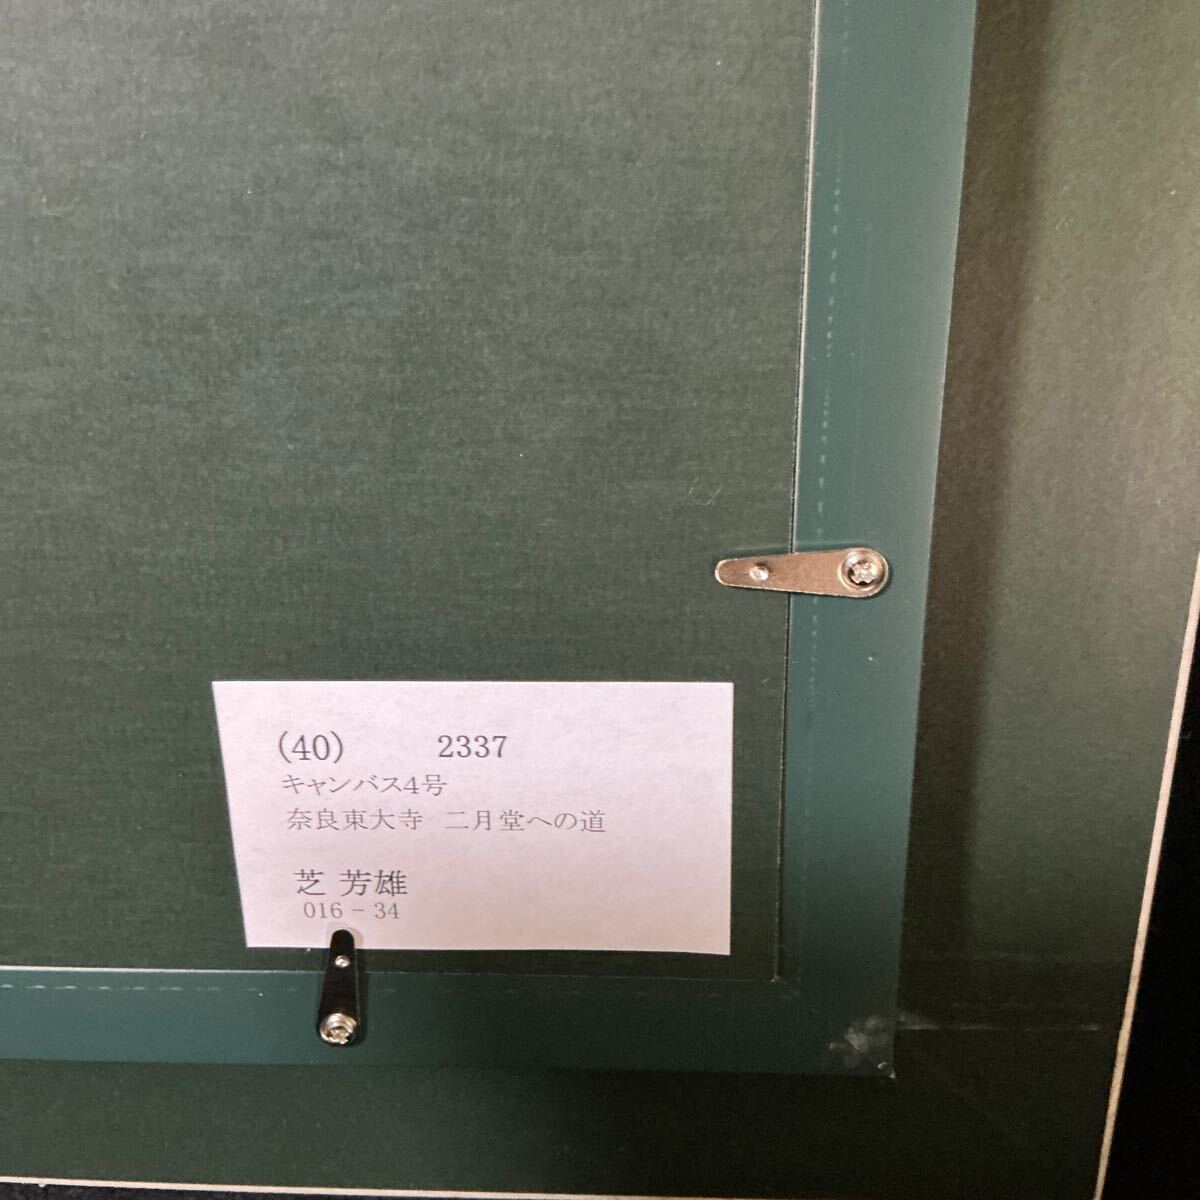 (40) 2337
キャンバス4号
奈良東大寺 二月堂への道
芝 芳雄
016-34